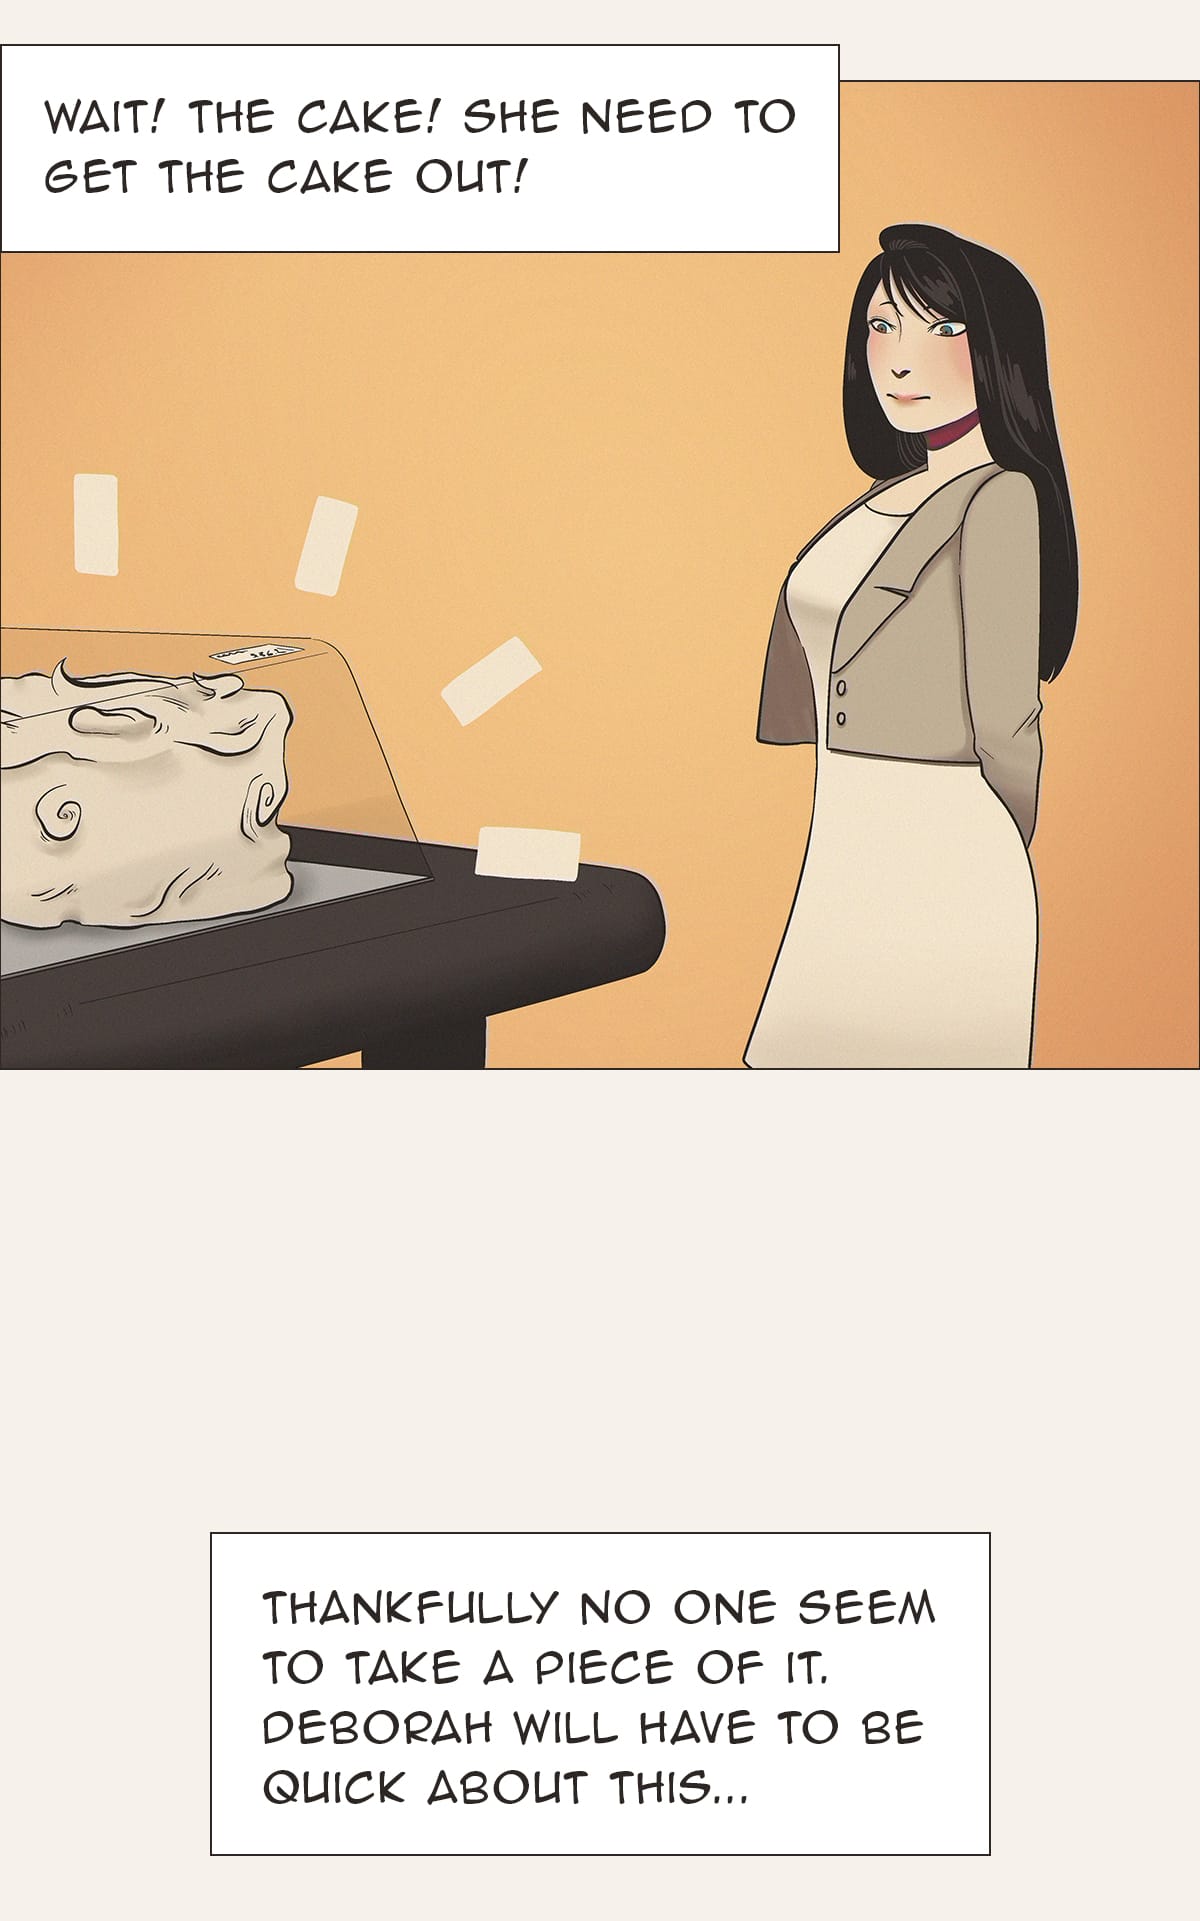 WAIT! THE CAKE! SHE NEED TO
GET THE CAKE OUT!
THANKFULLY NO ONE SEEM
TO TAKE A PIECE OF IT.
DEBORAH WILL HAVE TO BE
QUICK ABOUT THIS...